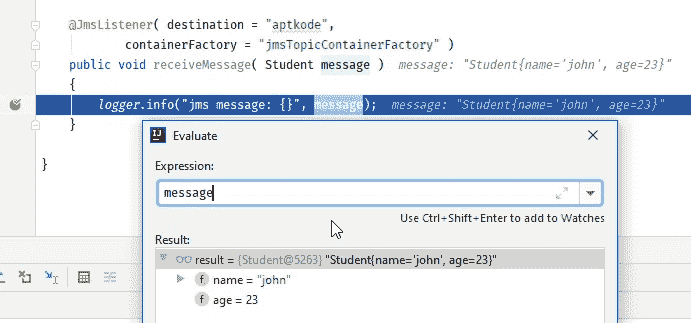 @JmsListener( destination = "aptkode",
containerFactory = "jmsTopicContainerFactory" )
public void receiveMessage( Student message ) message: "Student{name='john', age=23}"
{
logger.info("jms message: {}", message); message: "Student{name='john', age=23}"
}
}
IJ Evaluate
Expression:
message
Use Ctrl+Shift+Enter to add to Watches
Result:
result = {Student@5263} "Student{name='john', age=23}"
f name = "john"
f age = 23